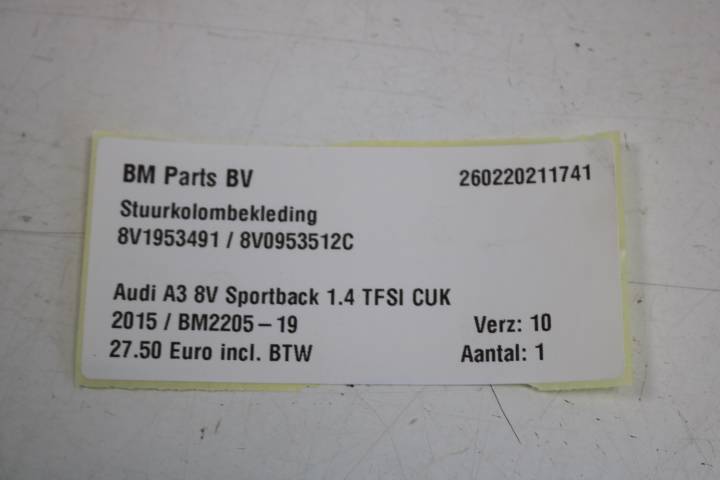 BM Parts BV 260220211741
Stuurkolombekleding
8V1953491 / 8V0953512C
Audi A3 8V Sportback 1.4 TFSI CUK
2015 / BM2205 – 19 Verz: 10
27.50 Euro incl. BTW Aantal: 1